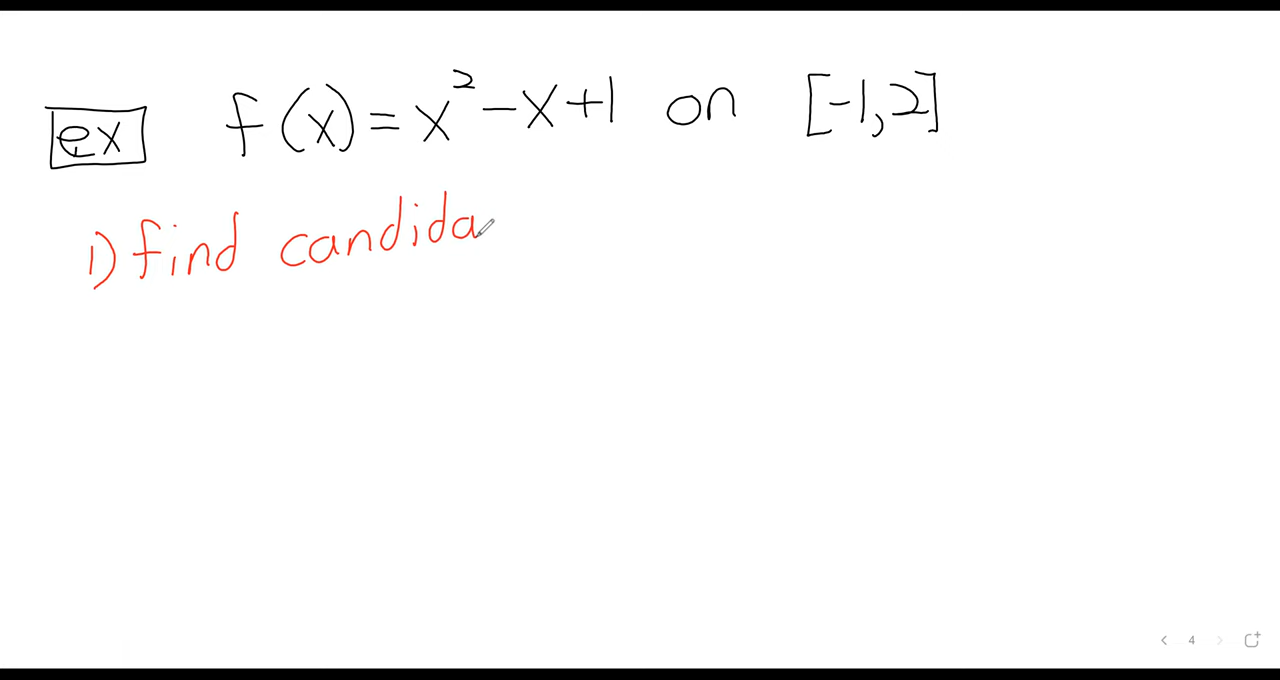 ex f(x) = x² - x + 1 on [-1, 2]
1) find candida
4